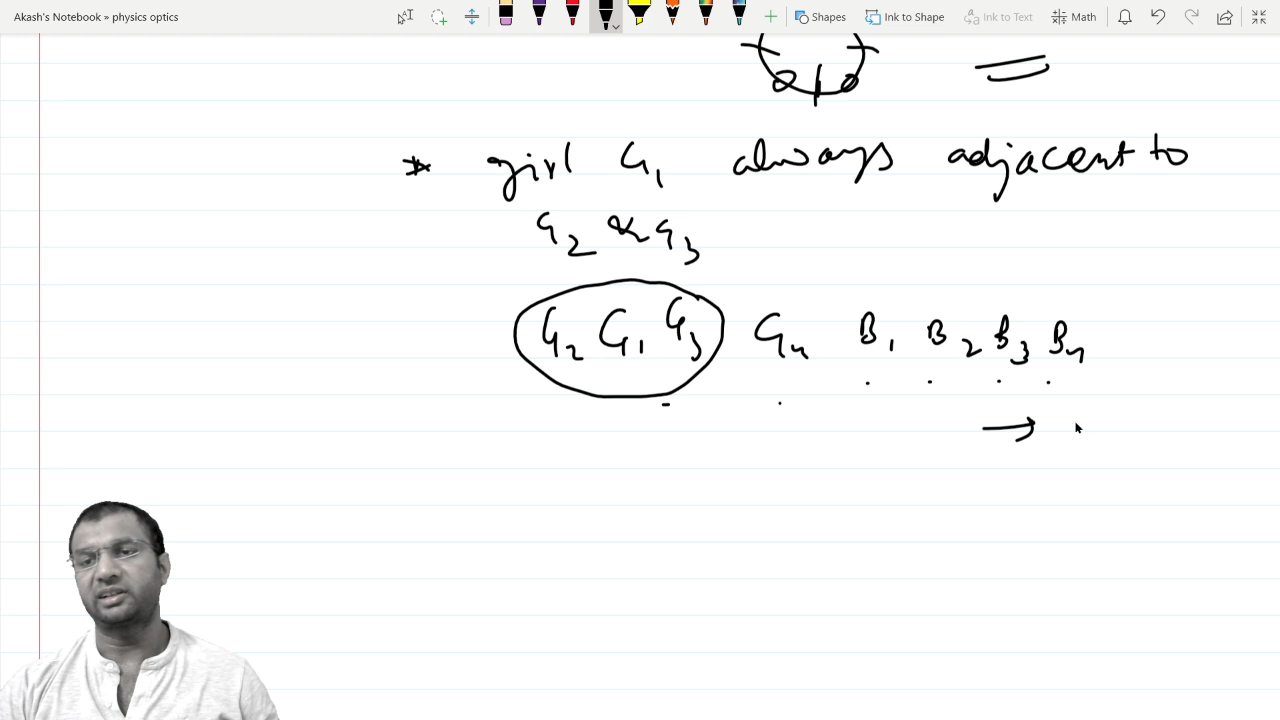 Akash's Notebook » physics optics
Shapes Ink to Shape Ink to Text Math
* girl G1 always adjacent to
G2 & G3
G2 G1 G3 G4 B1 B2 B3 B4
→